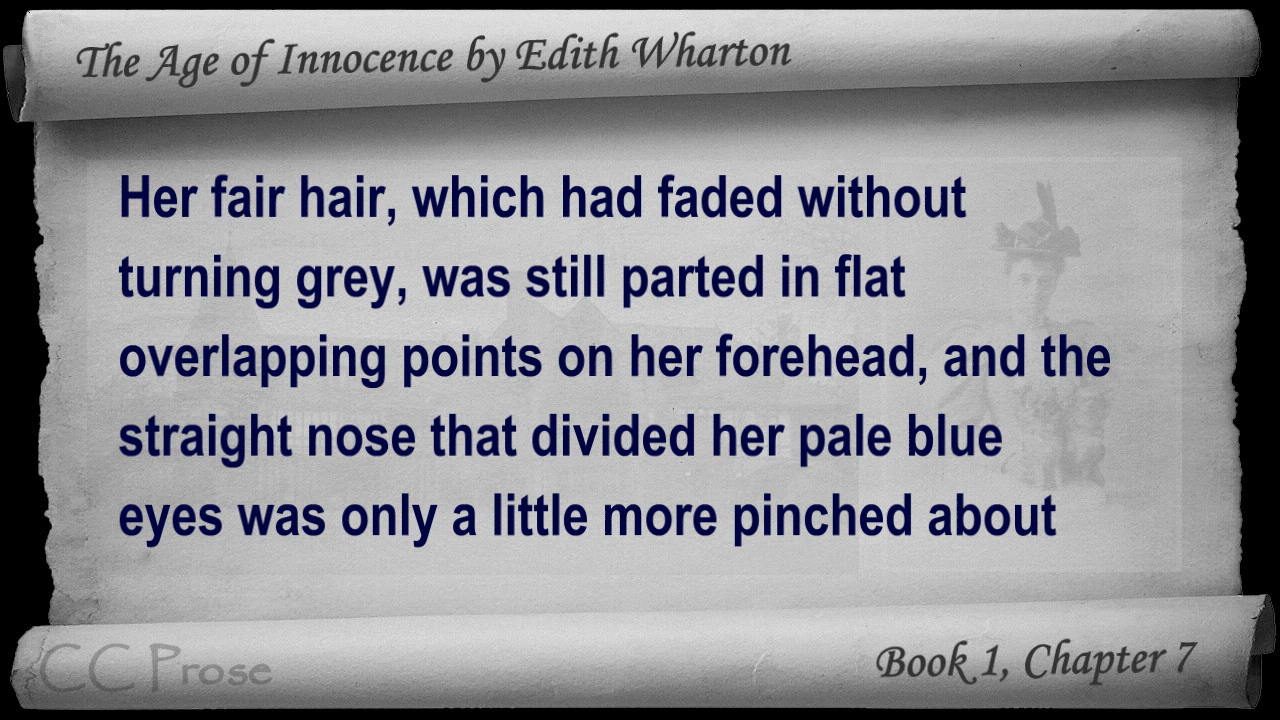 The Age of Innocence by Edith Wharton
Her fair hair, which had faded without
turning grey, was still parted in flat
overlapping points on her forehead, and the
straight nose that divided her pale blue
eyes was only a little more pinched about
CC Prose
Book 1, Chapter 7